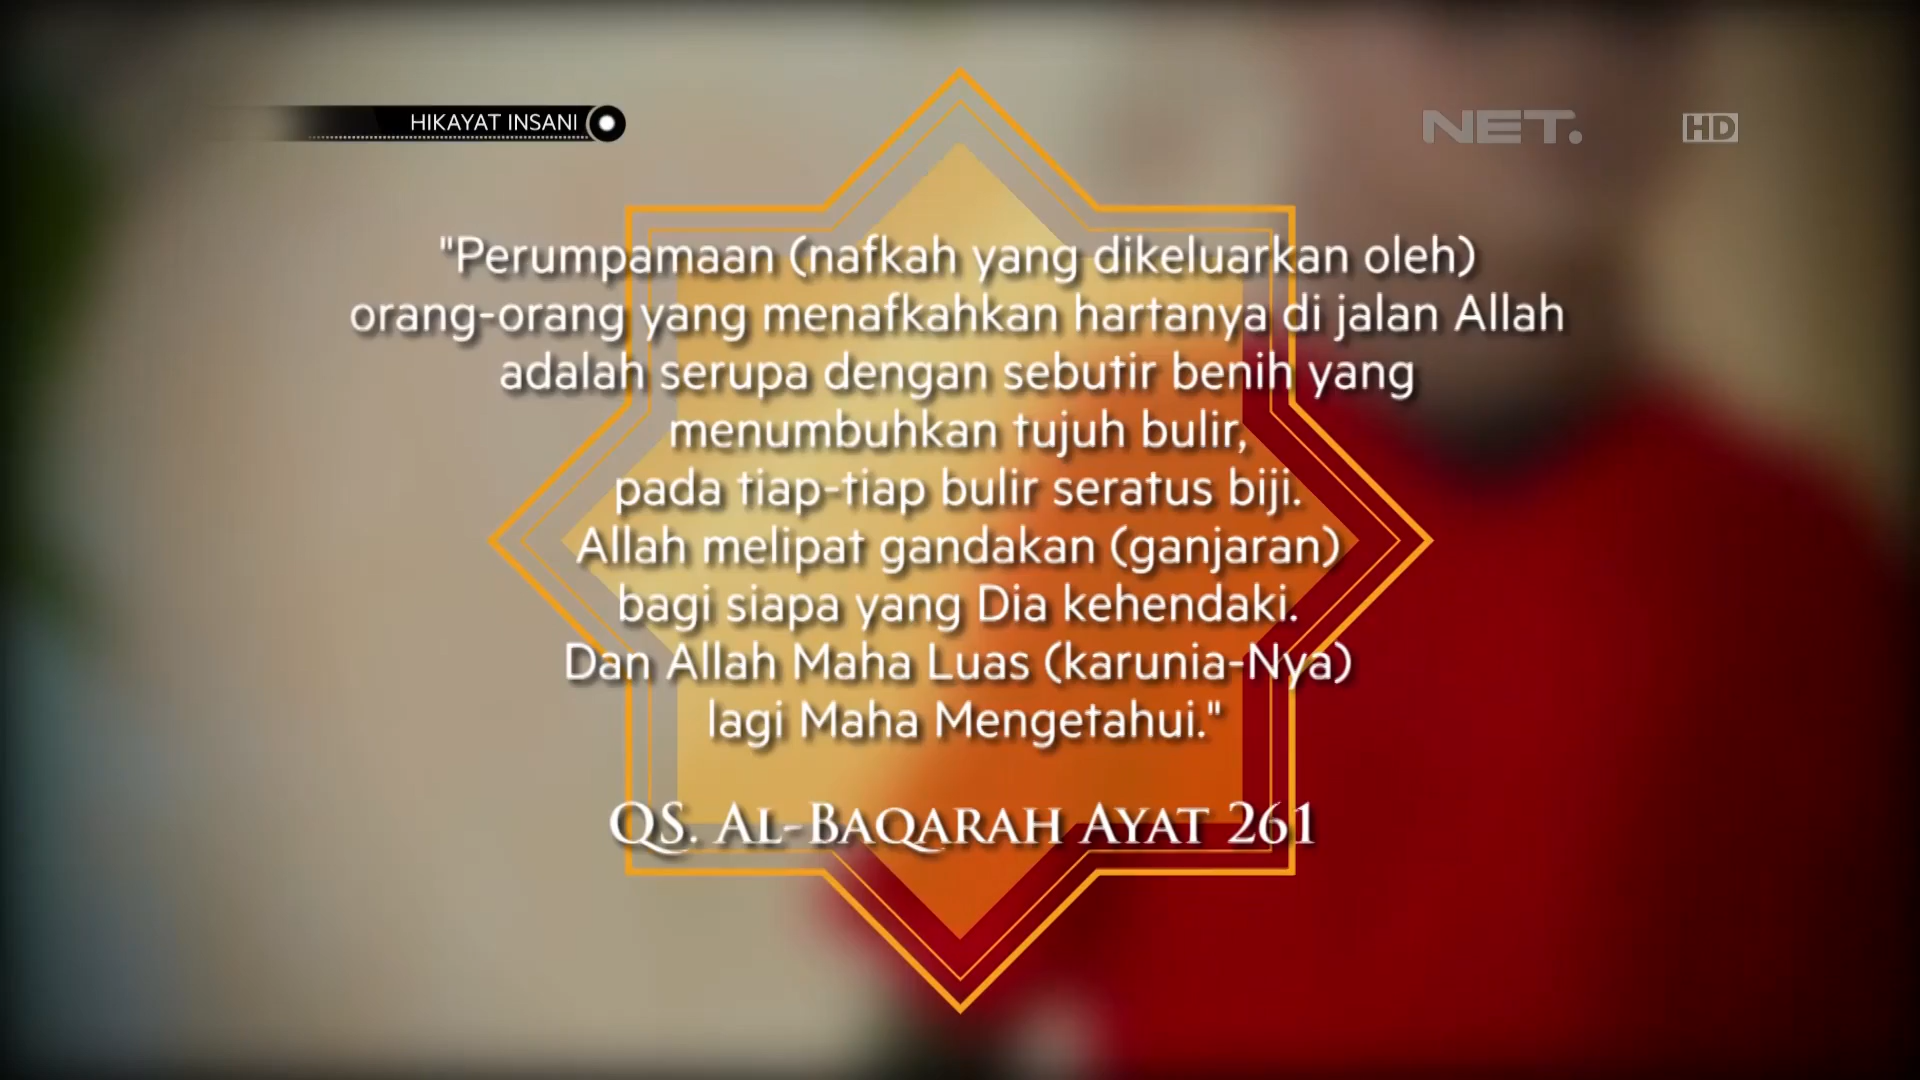 HIKAYAT INSANI
NET.
HD
"Perumpamaan (nafkah yang dikeluarkan oleh)
orang-orang yang menafkahkan hartanya di jalan Allah
adalah serupa dengan sebutir benih yang
menumbuhkan tujuh bulir,
pada tiap-tiap bulir seratus biji.
Allah melipat gandakan (ganjaran)
bagi siapa yang Dia kehendaki.
Dan Allah Maha Luas (karunia-Nya)
lagi Maha Mengetahui."
QS. AL-BAQARAH AYAT 261